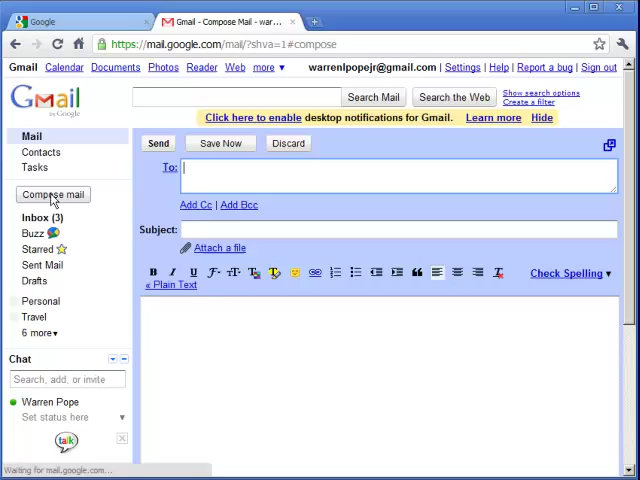 Google
Gmail - Compose Mail - war...
https://mail.google.com/mail/?shva=1#compose
Gmail Calendar Documents Photos Reader Web more ▾ warrenlpopejr@gmail.com | Settings | Help | Report a bug | Sign out
Gmail
by Google
Search Mail
Search the Web
Show search options
Create a filter
Click here to enable desktop notifications for Gmail. Learn more Hide
Mail
Contacts
Tasks
Compose mail
Inbox (3)
Buzz
Starred
Sent Mail
Drafts
Personal
Travel
6 more▾
Chat
Search, add, or invite
Warren Pope
Set status here
talk
Send
Save Now
Discard
To:
Add Cc | Add Bcc
Subject:
Attach a file
B I U
Check Spelling ▾
« Plain Text
Waiting for mail.google.com...